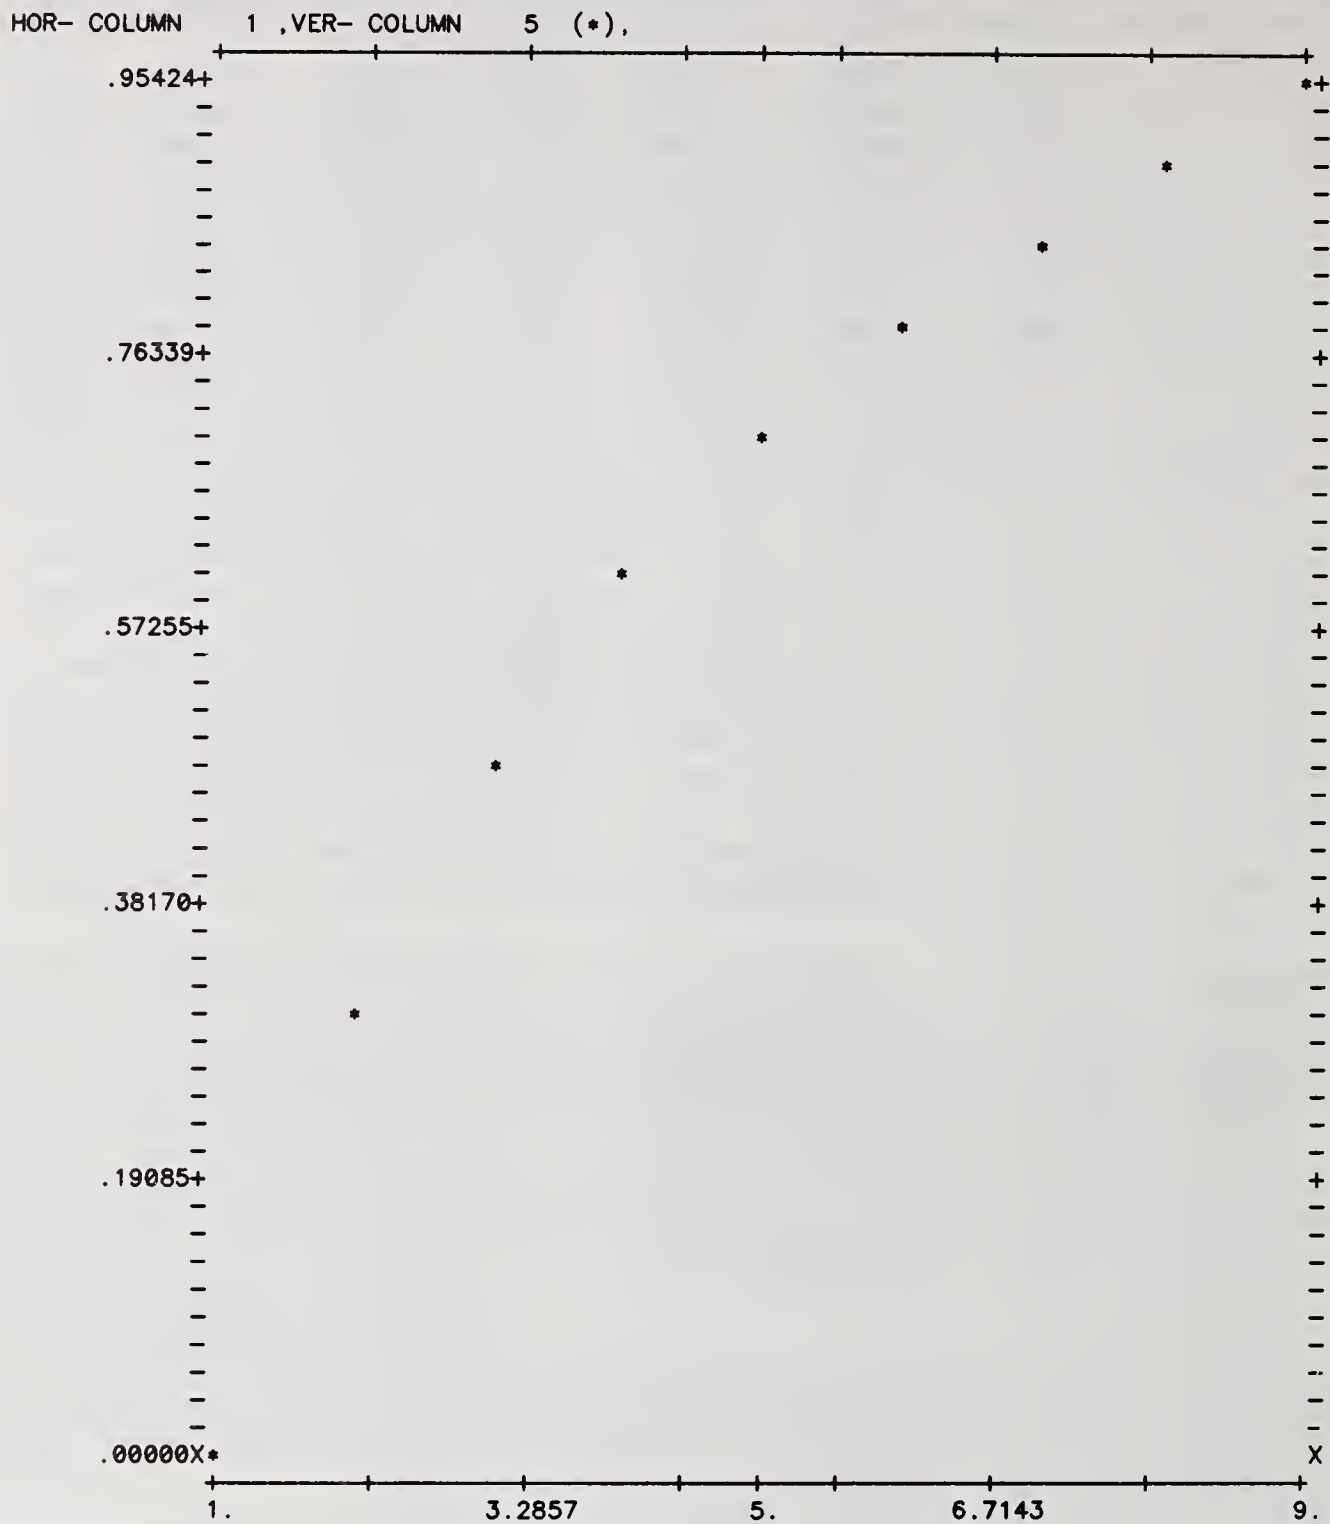 HOR- COLUMN 1 ,VER- COLUMN 5 (*),
.95424+
.76339+
.57255+
.38170+
.19085+
.00000X*
X
1. 3.2857 5. 6.7143 9.